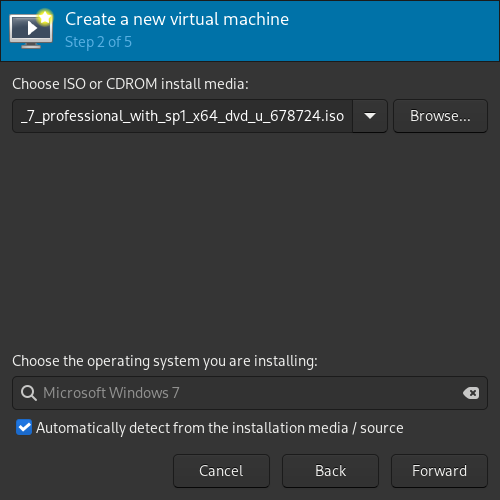 Create a new virtual machine
Step 2 of 5
Choose ISO or CDROM install media:
_7_professional_with_sp1_x64_dvd_u_678724.iso
Browse...
Choose the operating system you are installing:
Microsoft Windows 7
Automatically detect from the installation media / source
Cancel
Back
Forward